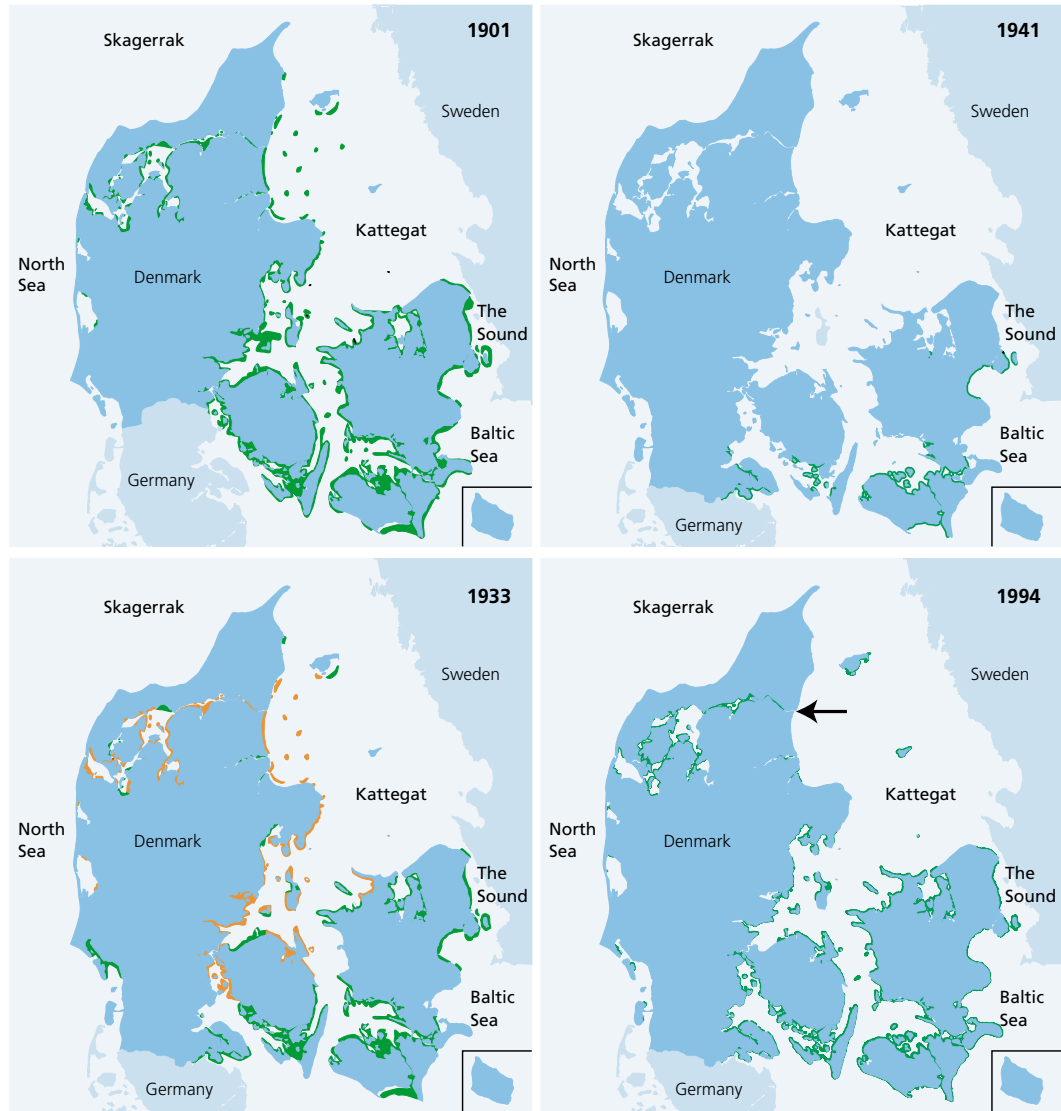 1901
Skagerrak
Sweden
Kattegat
North
Sea
Denmark
The
Sound
Baltic
Sea
Germany
1941
Skagerrak
Sweden
Kattegat
North
Sea
Denmark
The
Sound
Baltic
Sea
Germany
1933
Skagerrak
Sweden
Kattegat
North
Sea
Denmark
The
Sound
Baltic
Sea
Germany
1994
Skagerrak
Sweden
Kattegat
North
Sea
Denmark
The
Sound
Baltic
Sea
Germany